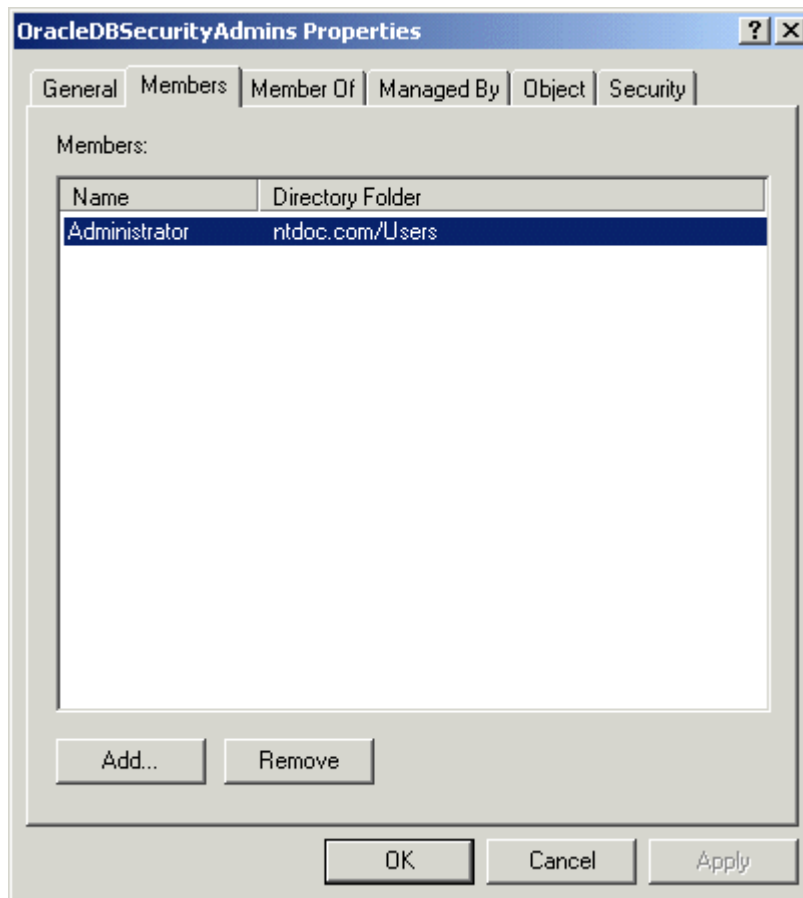 OracleDBSecurityAdmins Properties ? X
General Members Member Of Managed By Object Security
Members:
Name Directory Folder
Administrator ntdoc.com/Users
Add... Remove
OK Cancel Apply